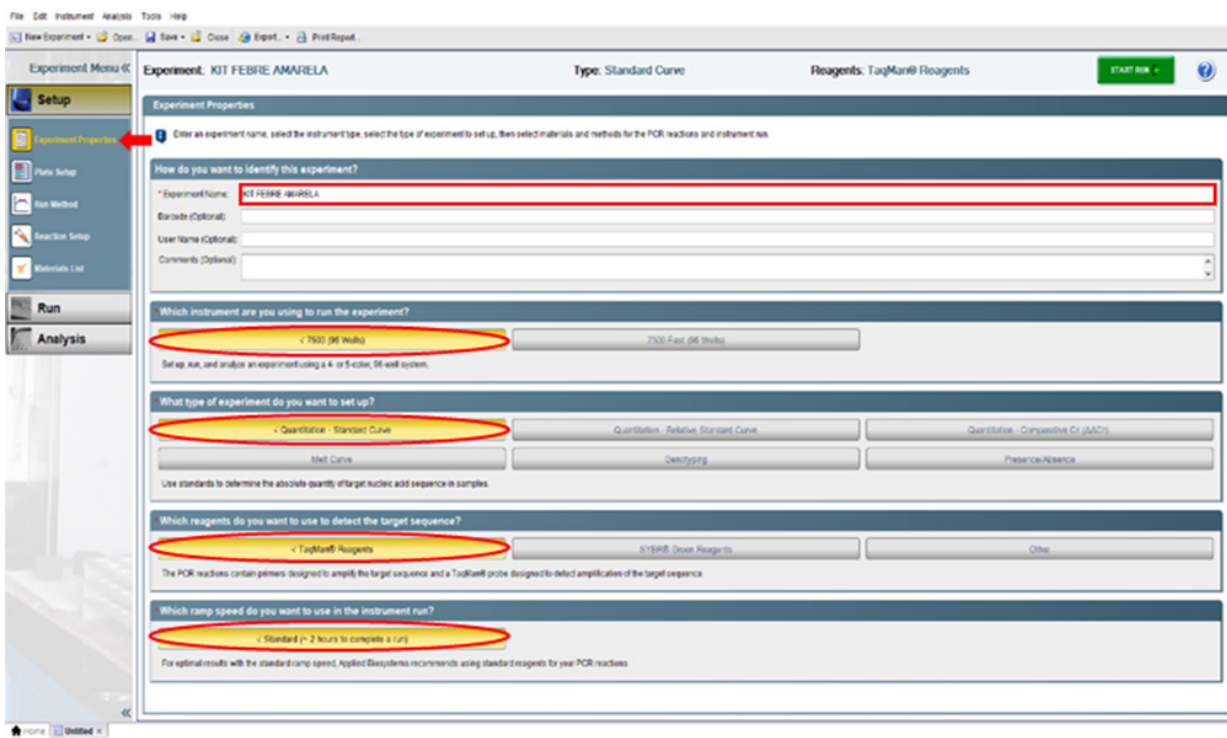 File Edit Instrument Analysis Tools Help
New Experiment Open... Save Close Export... Print Report...
Experiment Menu «
Experiment: KIT FEBRE AMARELA Type: Standard Curve Reagents: TaqMan® Reagents START RUN
Setup
Experiment Properties
Plate Setup
Run Method
Reaction Setup
Materials List
Run
Analysis
Experiment Properties
Enter an experiment name, select the instrument type, select the type of experiment to set up, then select materials and methods for the PCR reactions and instrument run.
How do you want to identify this experiment?
* Experiment Name: KIT FEBRE AMARELA
Barcode (Optional):
User Name (Optional):
Comments (Optional):
* Which instrument are you using to run the experiment?
√ 7500 (96 Wells) 7500 Fast (96 Wells)
Set up, run, and analyze an experiment using a 4- or 5-color, 96-well system.
* What type of experiment do you want to set up?
√ Quantitation - Standard Curve Quantitation - Relative Standard Curve Quantitation - Comparative CT (ΔΔCT)
Melt Curve Genotyping Presence/Absence
Use standards to determine the absolute quantity of target nucleic acid sequence in samples.
* Which reagents do you want to use to detect the target sequence?
√ TaqMan® Reagents SYBR® Green Reagents Other
The PCR reactions contain primers designed to amplify the target sequence and a TaqMan® probe designed to detect amplification of the target sequence.
* Which ramp speed do you want to use in the instrument run?
√ Standard (~ 2 hours to complete a run)
For optimal results with the standard ramp speed, Applied Biosystems recommends using standard reagents for your PCR reactions.
«
Home Untitled ×